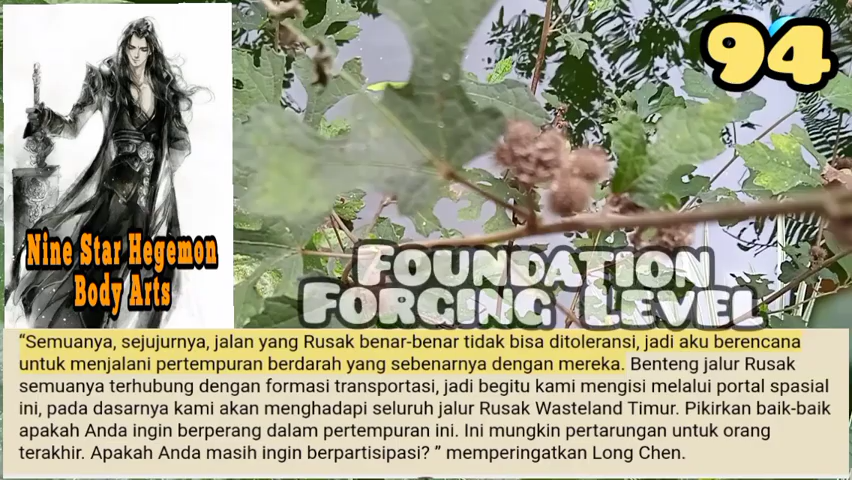 94
Nine Star Hegemon
Body Arts
Foundation
Forging Level
“Semuanya, sejujurnya, jalan yang Rusak benar-benar tidak bisa ditoleransi, jadi aku berencana
untuk menjalani pertempuran berdarah yang sebenarnya dengan mereka. Benteng jalur Rusak
semuanya terhubung dengan formasi transportasi, jadi begitu kami mengisi melalui portal spasial
ini, pada dasarnya kami akan menghadapi seluruh jalur Rusak Wasteland Timur. Pikirkan baik-baik
apakah Anda ingin berperang dalam pertempuran ini. Ini mungkin pertarungan untuk orang
terakhir. Apakah Anda masih ingin berpartisipasi? ” memperingatkan Long Chen.